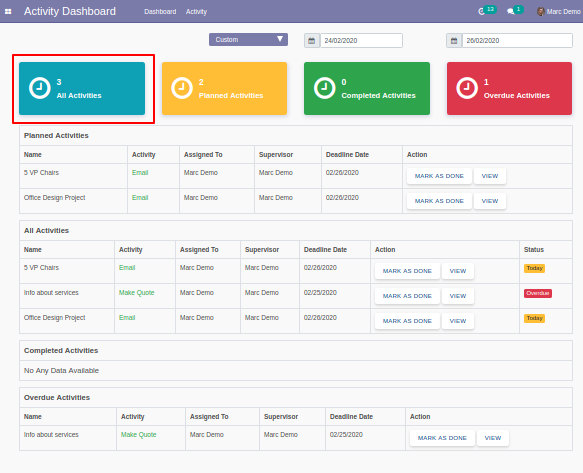 Activity Dashboard Dashboard Activity 13 1 Marc Demo
Custom 24/02/2020 26/02/2020
3 2 0 1
All Activities Planned Activities Completed Activities Overdue Activities
Planned Activities
Name Activity Assigned To Supervisor Deadline Date Action
5 VP Chairs Email Marc Demo Marc Demo 02/26/2020 MARK AS DONE VIEW
Office Design Project Email Marc Demo Marc Demo 02/26/2020 MARK AS DONE VIEW
All Activities
Name Activity Assigned To Supervisor Deadline Date Action Status
5 VP Chairs Email Marc Demo Marc Demo 02/26/2020 MARK AS DONE VIEW Today
Info about services Make Quote Marc Demo Marc Demo 02/25/2020 MARK AS DONE VIEW Overdue
Office Design Project Email Marc Demo Marc Demo 02/26/2020 MARK AS DONE VIEW Today
Completed Activities
No Any Data Available
Overdue Activities
Name Activity Assigned To Supervisor Deadline Date Action
Info about services Make Quote Marc Demo Marc Demo 02/25/2020 MARK AS DONE VIEW